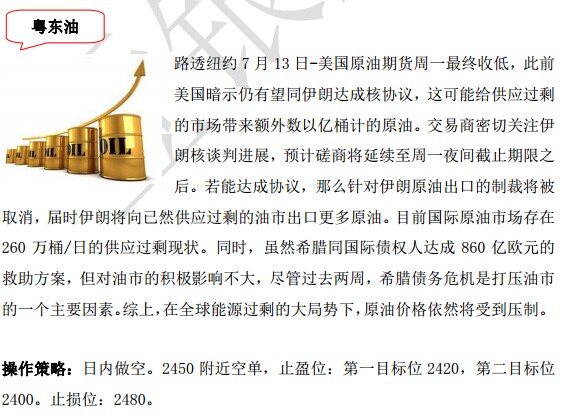 粤东油
路透纽约 7 月 13 日-美国原油期货周一最终收低，此前
美国暗示仍有望同伊朗达成核协议，这可能给供应过剩
的市场带来额外数以亿桶计的原油。交易商密切关注伊
朗核谈判进展，预计磋商将延续至周一夜间截止期限之
后。若能达成协议，那么针对伊朗原油出口的制裁将被
取消，届时伊朗将向已然供应过剩的油市出口更多原油。目前国际原油市场存在
260 万桶/日的供应过剩现状。同时，虽然希腊同国际债权人达成 860 亿欧元的
救助方案，但对油市的积极影响不大，尽管过去两周，希腊债务危机是打压油市
的一个主要因素。综上，在全球能源过剩的大局势下，原油价格依然将受到压制。
操作策略：日内做空。2450 附近空单，止盈位：第一目标位 2420，第二目标位
2400。止损位：2480。
OIL
OIL